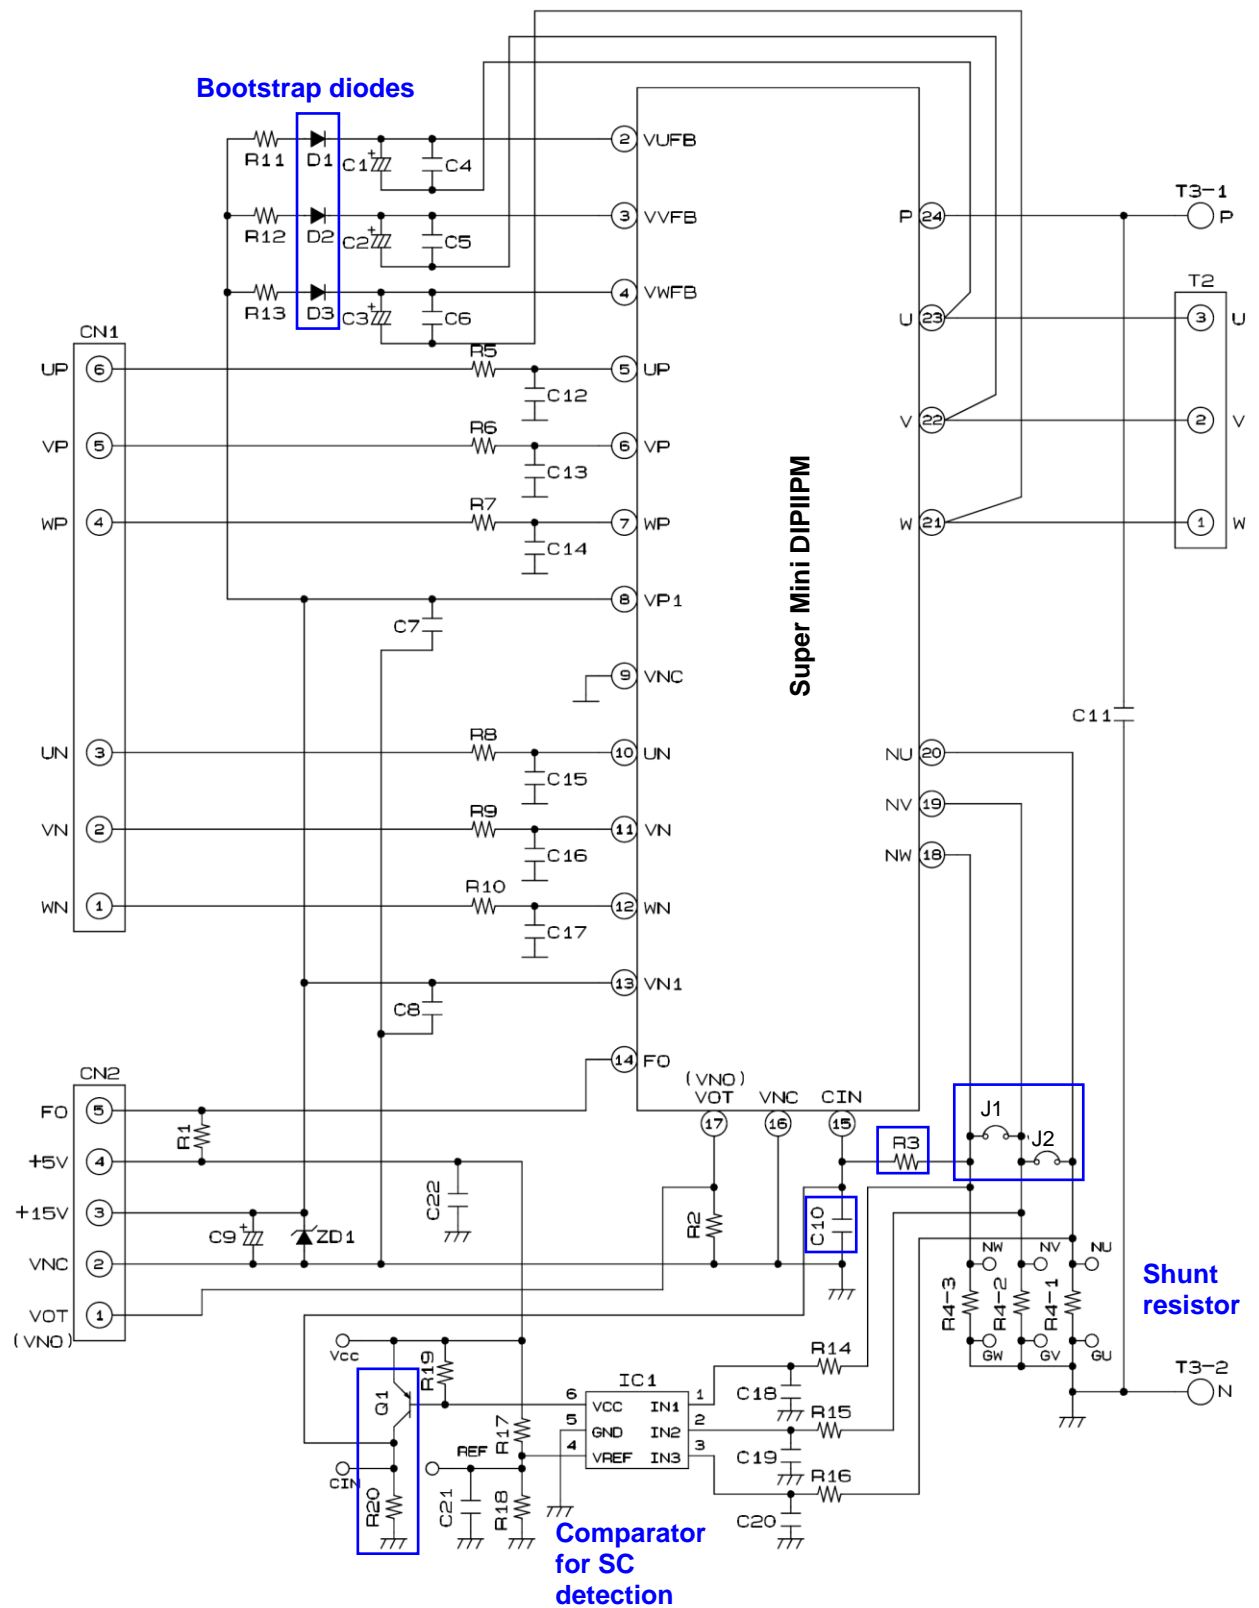 Bootstrap diodes
R11 D1 C1 + C4 2 VUFB
T3-1
R12 D2 C2 + C5 3 VVFB P 24 P
R13 D3 C3 + C6 4 VWFB
T2
CN1 U 23 3 U
UP 6 R5 5 UP
C12
V 22 2 V
VP 5 R6 6 VP
C13
WP 4 R7 7 WP W 21 1 W
C14
Super Mini DIPIIPM
8 VP1
C7
9 VNC
C11
UN 3 R8 10 UN NU 20
C15
NV 19
VN 2 R9 11 VN
C16 NW 18
WN 1 R10 12 WN
C17
13 VN1
C8
14 FO
CN2
(VNO)
VOT VNC CIN
17 16 15
FO 5 R1
J1
R3 J2
+5V 4
C22
+15V 3 C9 + ZD1 R2 C10
VNC 2
NW NV NU
R4-3 R4-2 R4-1
Shunt
resistor
VOT 1
(VNO)
Vcc
GW GV GU
R19 R14
T3-2
N
Q1 IC1
6 VCC IN1 1 C18
5 GND IN2 2 R15
4 VREF IN3 3 C19
R17
REF
CIN
R16
R20 C21 R18
C20
Comparator
for SC
detection